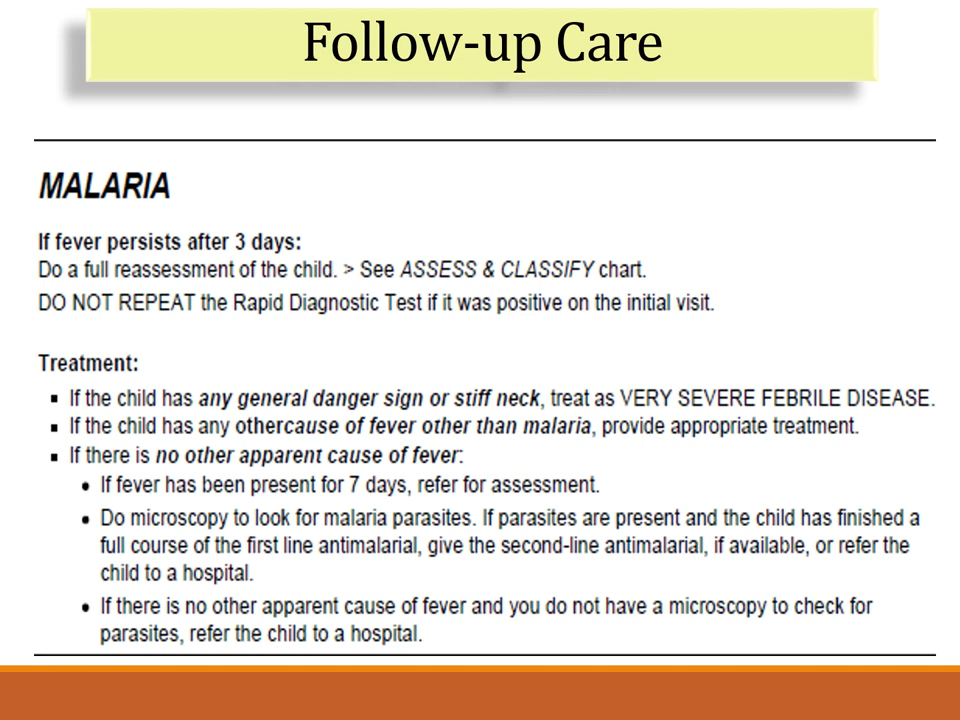 Follow-up Care
MALARIA
If fever persists after 3 days:
Do a full reassessment of the child. > See ASSESS & CLASSIFY chart.
DO NOT REPEAT the Rapid Diagnostic Test if it was positive on the initial visit.
Treatment:
▪ If the child has any general danger sign or stiff neck, treat as VERY SEVERE FEBRILE DISEASE.
▪ If the child has any othercause of fever other than malaria, provide appropriate treatment.
▪ If there is no other apparent cause of fever:
• If fever has been present for 7 days, refer for assessment.
• Do microscopy to look for malaria parasites. If parasites are present and the child has finished a
full course of the first line antimalarial, give the second-line antimalarial, if available, or refer the
child to a hospital.
• If there is no other apparent cause of fever and you do not have a microscopy to check for
parasites, refer the child to a hospital.